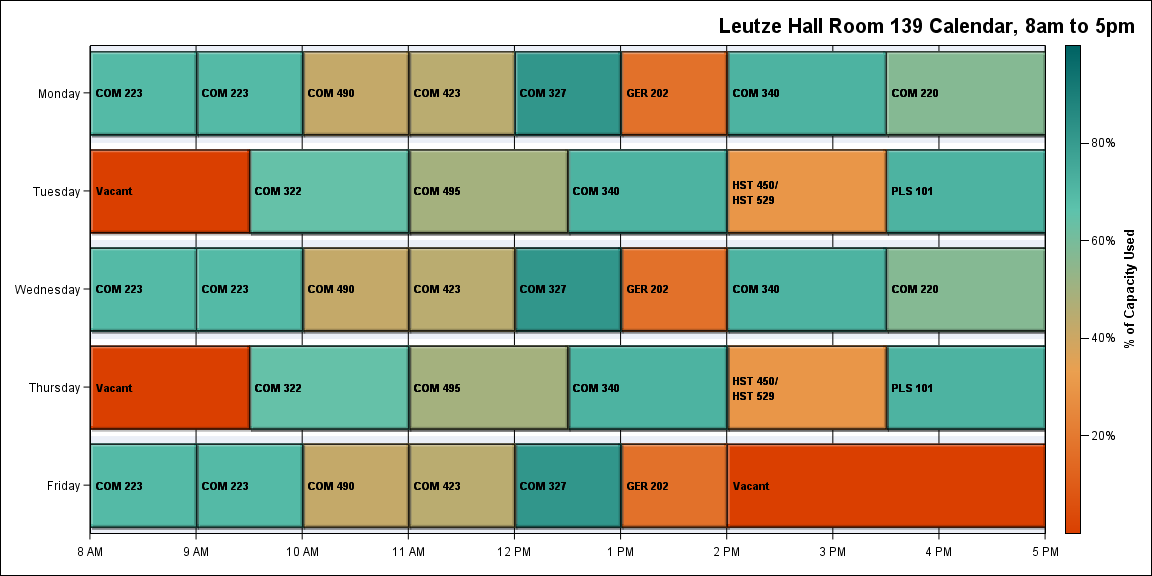 Leutze Hall Room 139 Calendar, 8am to 5pm
Monday
COM 223
COM 223
COM 490
COM 423
COM 327
GER 202
COM 340
COM 220
Tuesday
Vacant
COM 322
COM 495
COM 340
HST 450/
HST 529
PLS 101
Wednesday
COM 223
COM 223
COM 490
COM 423
COM 327
GER 202
COM 340
COM 220
Thursday
Vacant
COM 322
COM 495
COM 340
HST 450/
HST 529
PLS 101
Friday
COM 223
COM 223
COM 490
COM 423
COM 327
GER 202
Vacant
8 AM
9 AM
10 AM
11 AM
12 PM
1 PM
2 PM
3 PM
4 PM
5 PM
80%
60%
40%
20%
% of Capacity Used